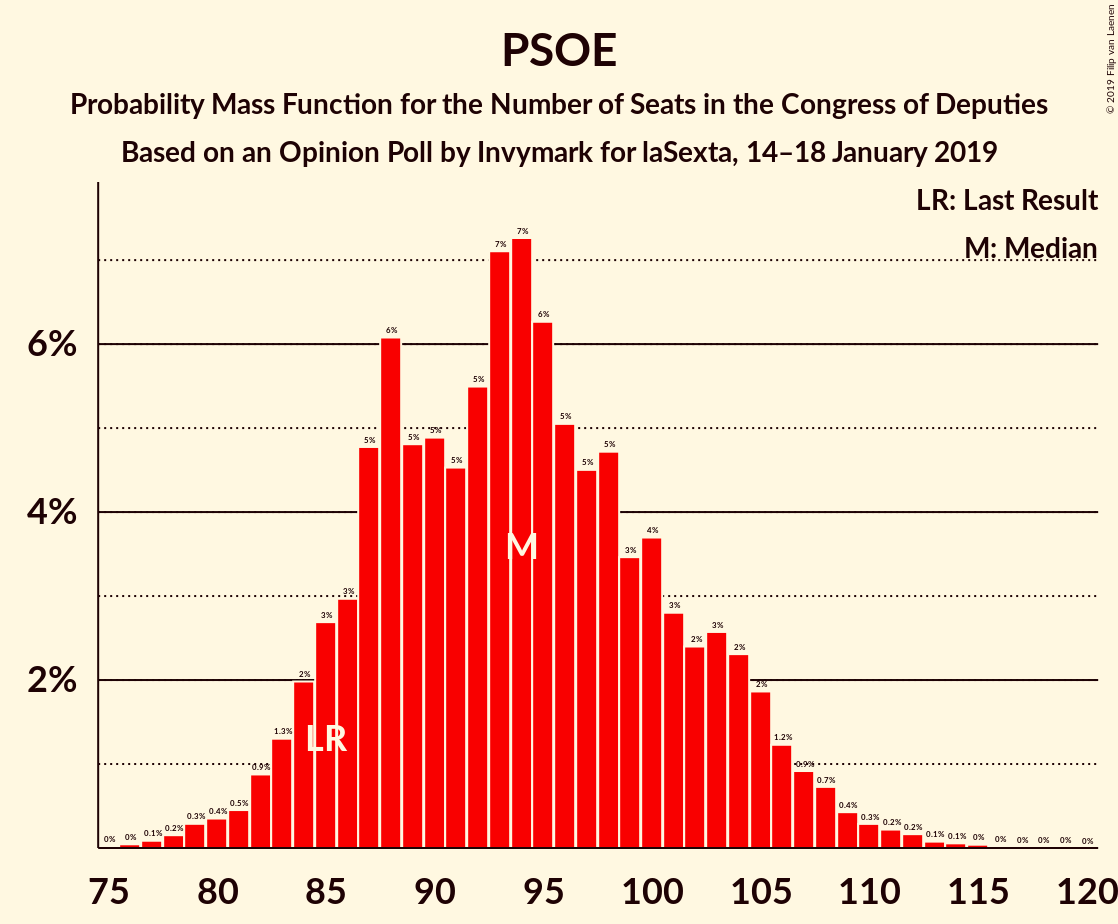 © 2019 Filip van Laenen
PSOE
Probability Mass Function for the Number of Seats in the Congress of Deputies
Based on an Opinion Poll by Invymark for laSexta, 14–18 January 2019
LR: Last Result
M: Median
6%
4%
2%
0% 0% 0.1% 0.2% 0.3% 0.4% 0.5% 0.9% 1.3% 2% 3% 3% 5% 6% 5% 5% 5% 5% 7% 7% 6% 5% 5% 5% 3% 4% 3% 2% 3% 2% 2% 1.2% 0.9% 0.7% 0.4% 0.3% 0.2% 0.2% 0.1% 0.1% 0% 0% 0% 0% 0% 0%
M
LR
75 80 85 90 95 100 105 110 115 120